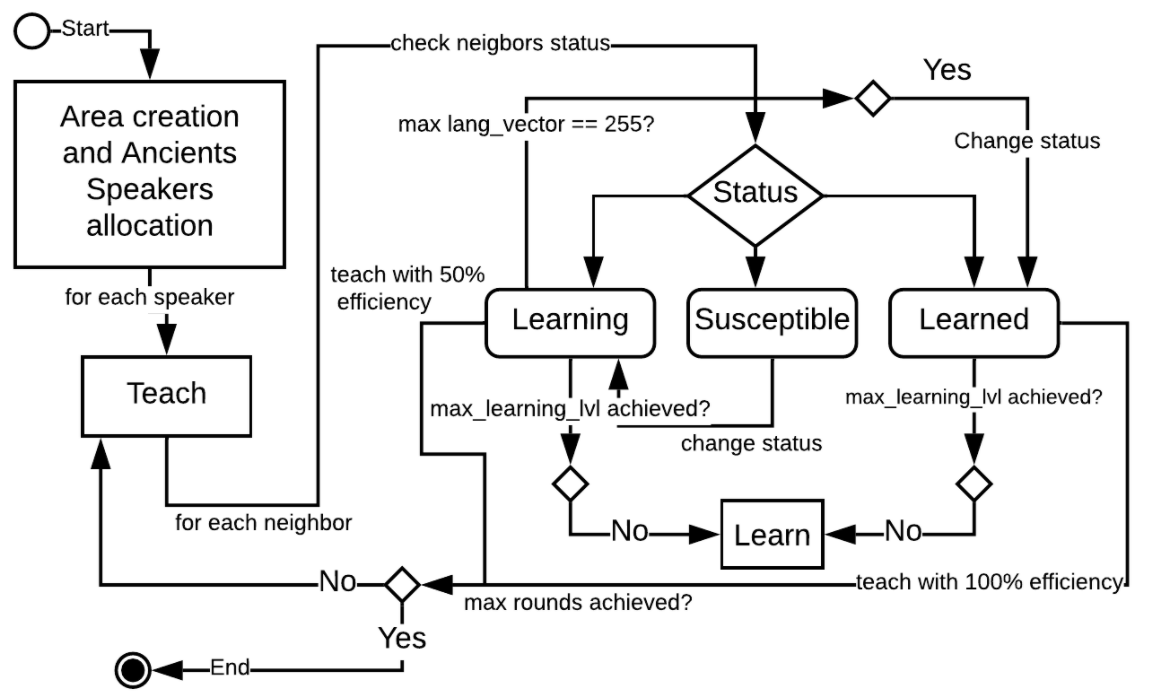 Start
Area creation
and Ancients
Speakers
allocation
for each speaker
Teach
for each neighbor
check neigbors status
max lang_vector == 255?
Yes
Change status
Status
teach with 50%
efficiency
Learning
Susceptible
Learned
max_learning_lvl achieved?
change status
max_learning_lvl achieved?
No
Learn
No
teach with 100% efficiency
max rounds achieved?
No
Yes
End